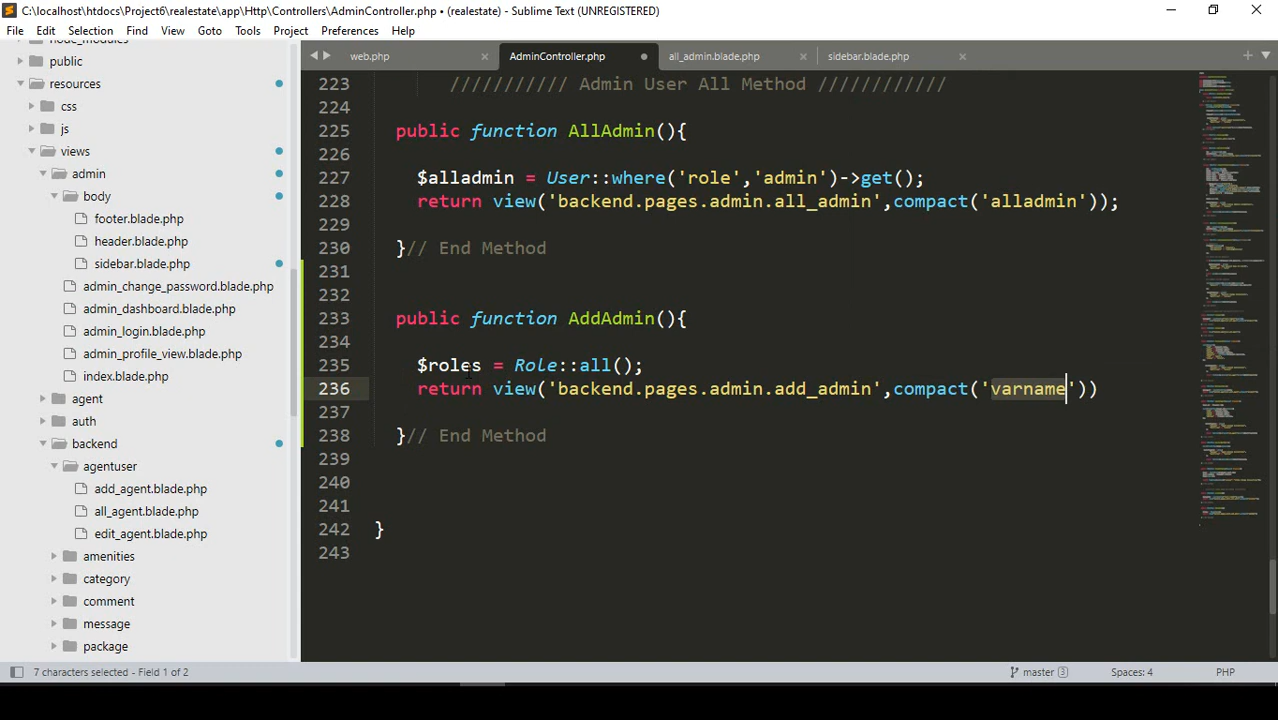 C:\localhost\htdocs\Project6\realestate\app\Http\Controllers\AdminController.php • (realestate) - Sublime Text (UNREGISTERED)
File Edit Selection Find View Goto Tools Project Preferences Help
node_modules
public
resources
css
js
views
admin
body
footer.blade.php
header.blade.php
sidebar.blade.php
admin_change_password.blade.php
admin_dashboard.blade.php
admin_login.blade.php
admin_profile_view.blade.php
index.blade.php
agent
auth
backend
agentuser
add_agent.blade.php
all_agent.blade.php
edit_agent.blade.php
amenities
category
comment
message
package
web.php AdminController.php all_admin.blade.php sidebar.blade.php
223 /////////// Admin User All Method ////////////
224
225 public function AllAdmin(){
226
227 $alladmin = User::where('role','admin')->get();
228 return view('backend.pages.admin.all_admin',compact('alladmin'));
229
230 }// End Method
231
232
233 public function AddAdmin(){
234
235 $roles = Role::all();
236 return view('backend.pages.admin.add_admin',compact('varname'))
237
238 }// End Method
239
240
241
242 }
243
7 characters selected - Field 1 of 2 master 3 Spaces: 4 PHP